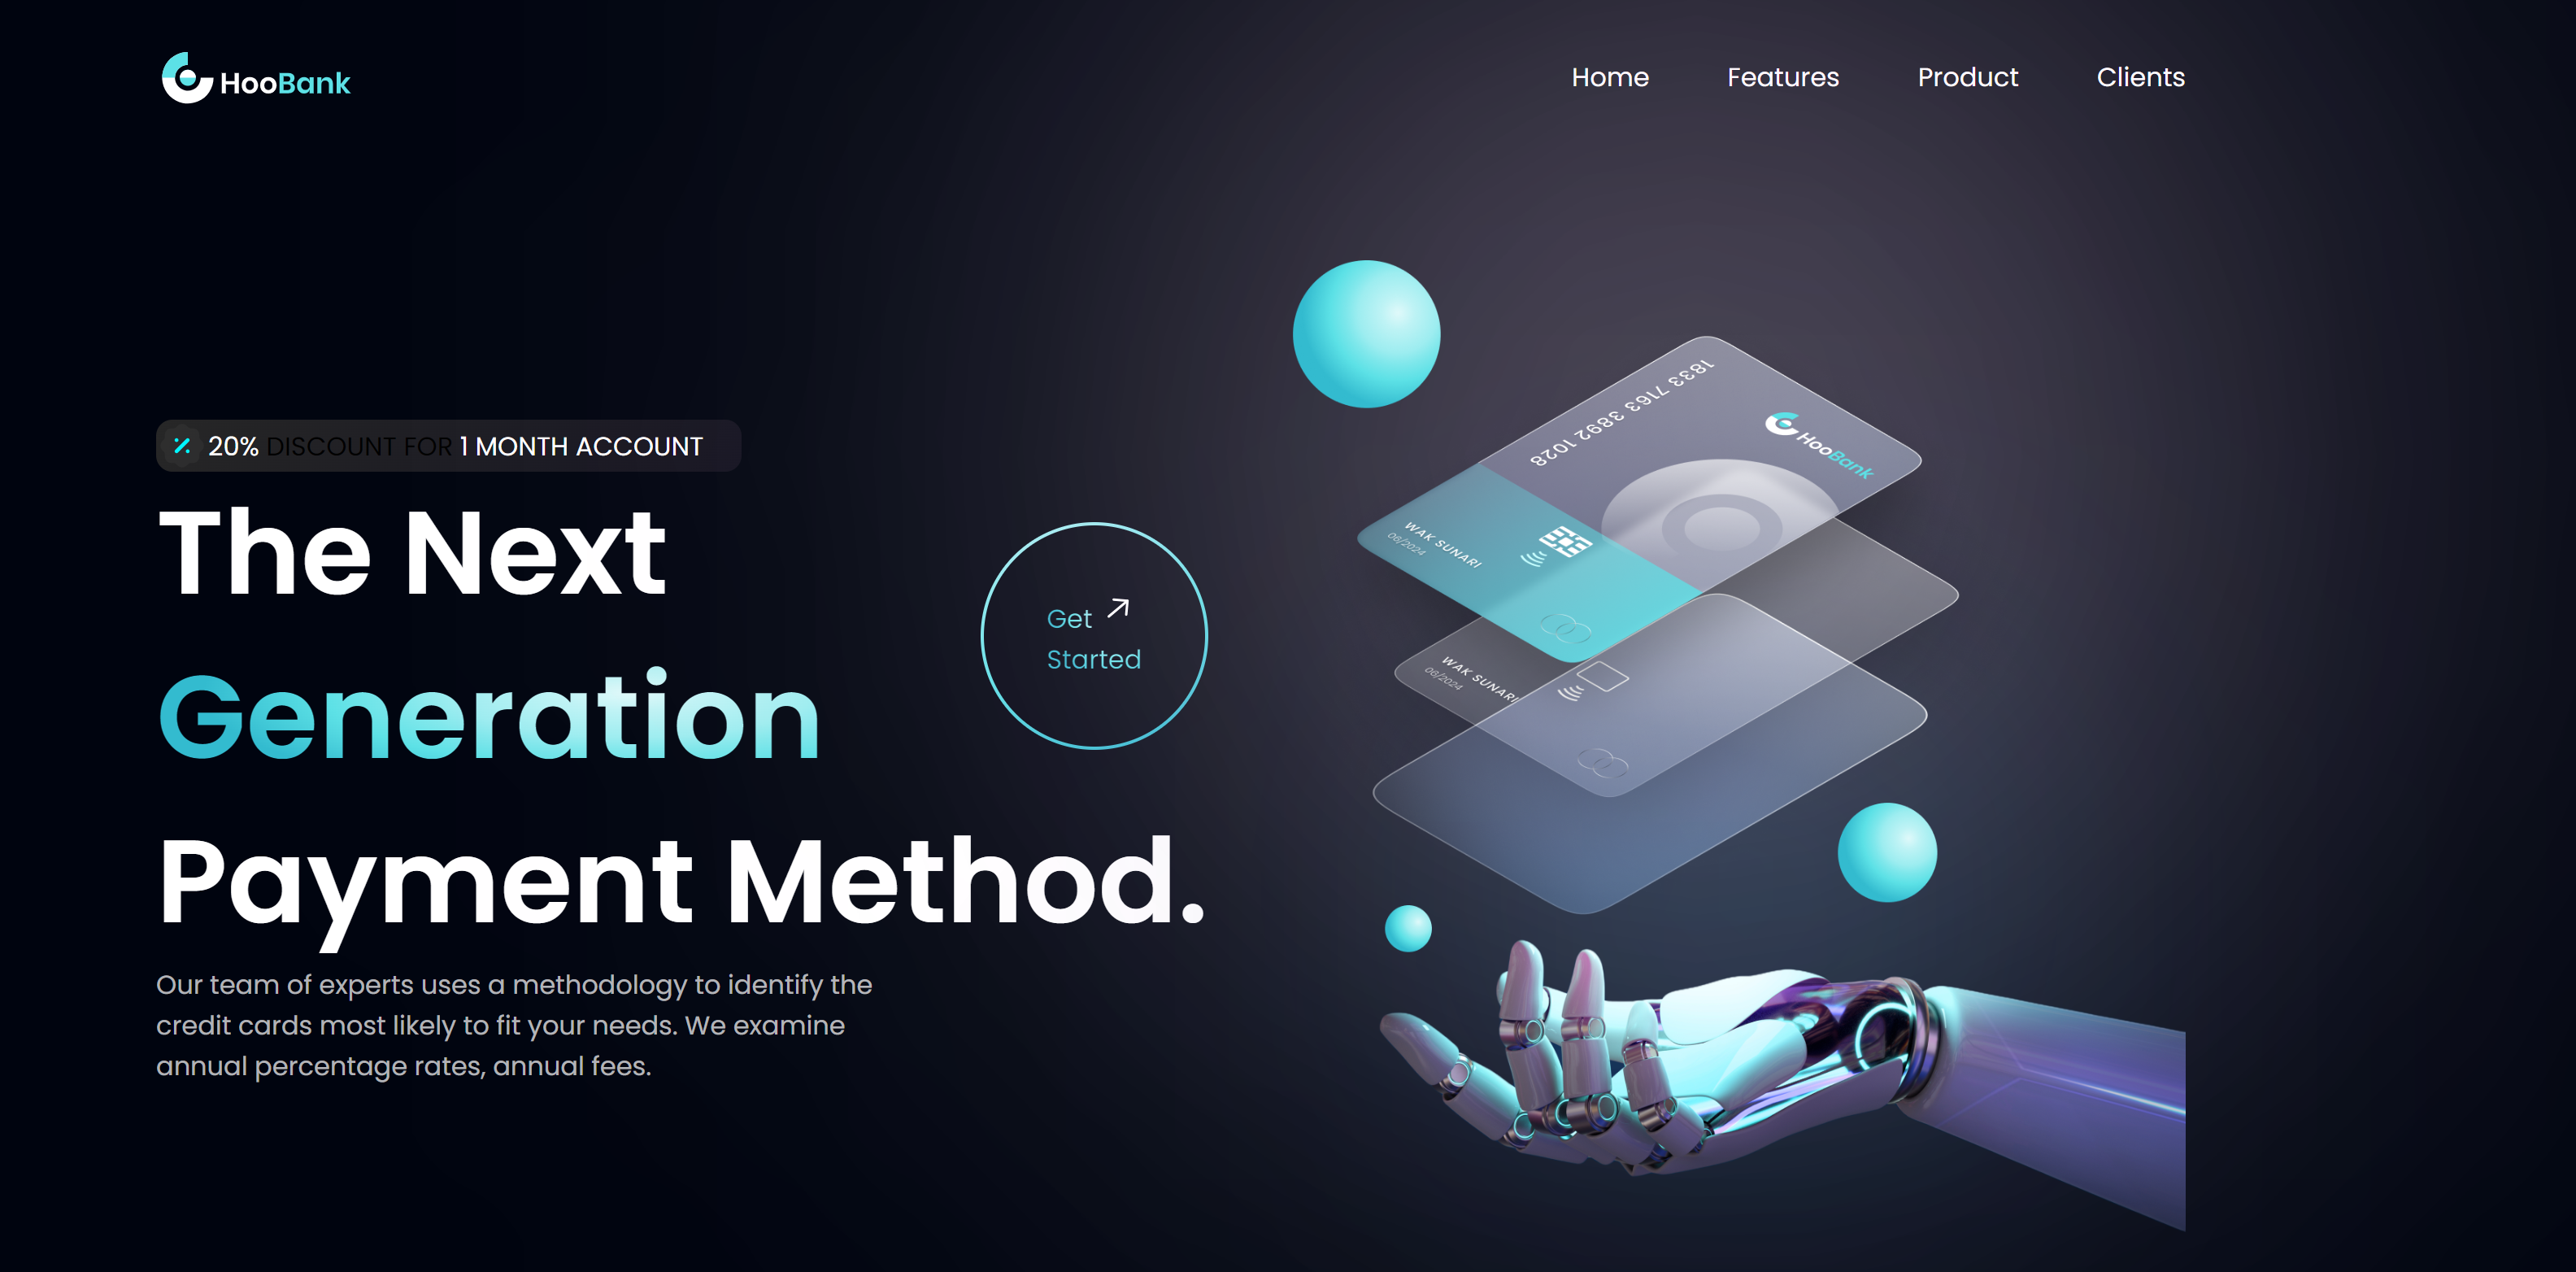 HooBank
Home Features Product Clients
20% DISCOUNT FOR 1 MONTH ACCOUNT
The Next
Generation
Payment Method.
Get
Started
Our team of experts uses a methodology to identify the
credit cards most likely to fit your needs. We examine
annual percentage rates, annual fees.
1833 7163 3892 1028
HooBank
WAK SUNARI
08/2024
WAK SUNARI
08/2024